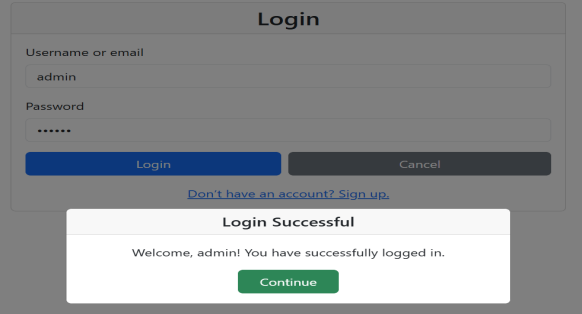 Login
Username or email
admin
Password
••••••
Login Cancel
Don't have an account? Sign up.
Login Successful
Welcome, admin! You have successfully logged in.
Continue